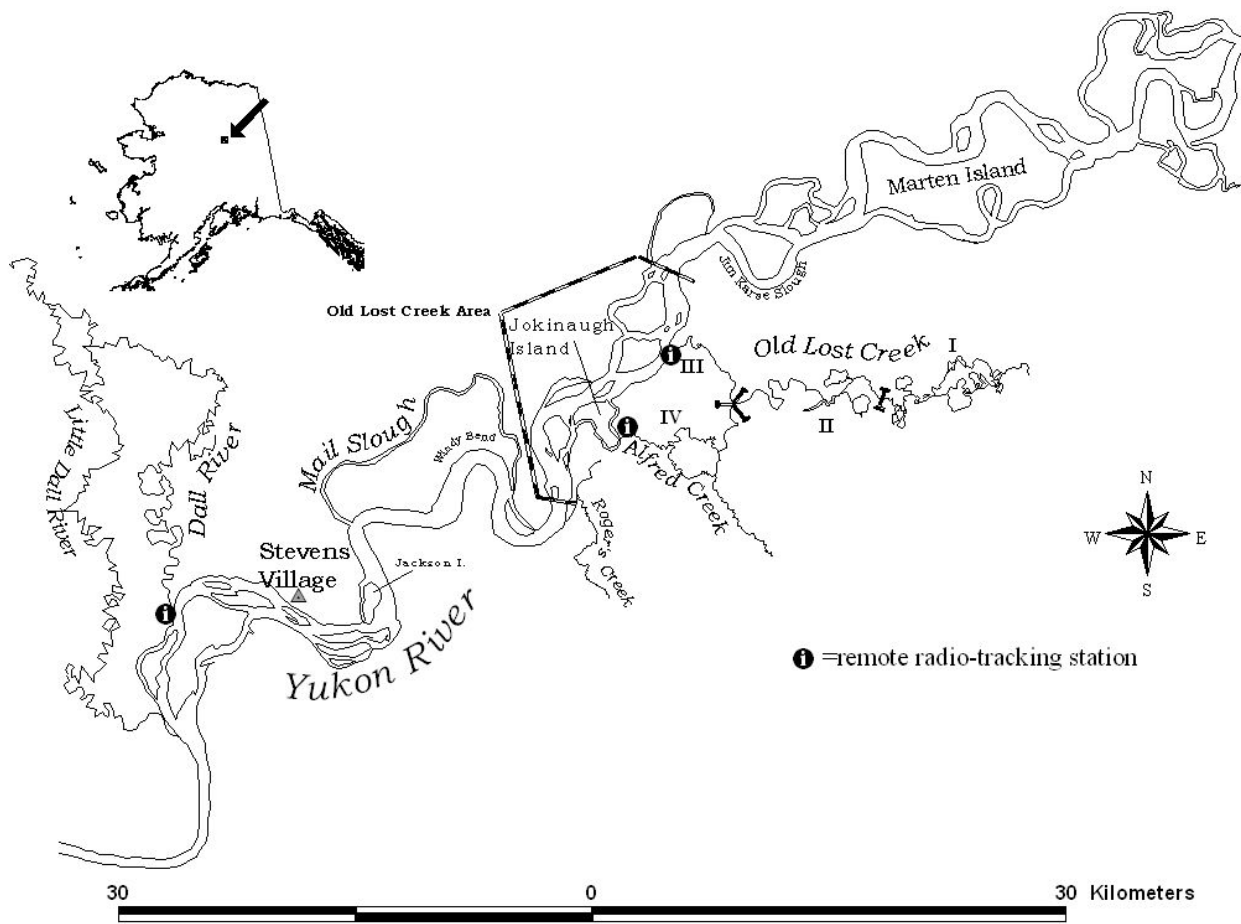 Marten Island
Jim Karse Slough
Old Lost Creek Area
Jokinaugh
Island
Old Lost Creek
I
II
III
IV
Mail Slough
Windy Bend
Alfred Creek
Little Dall River
Dall River
Roger's Creek
Stevens
Village
Jackson I.
Yukon River
N
W
E
S
i =remote radio-tracking station
30
0
30 Kilometers